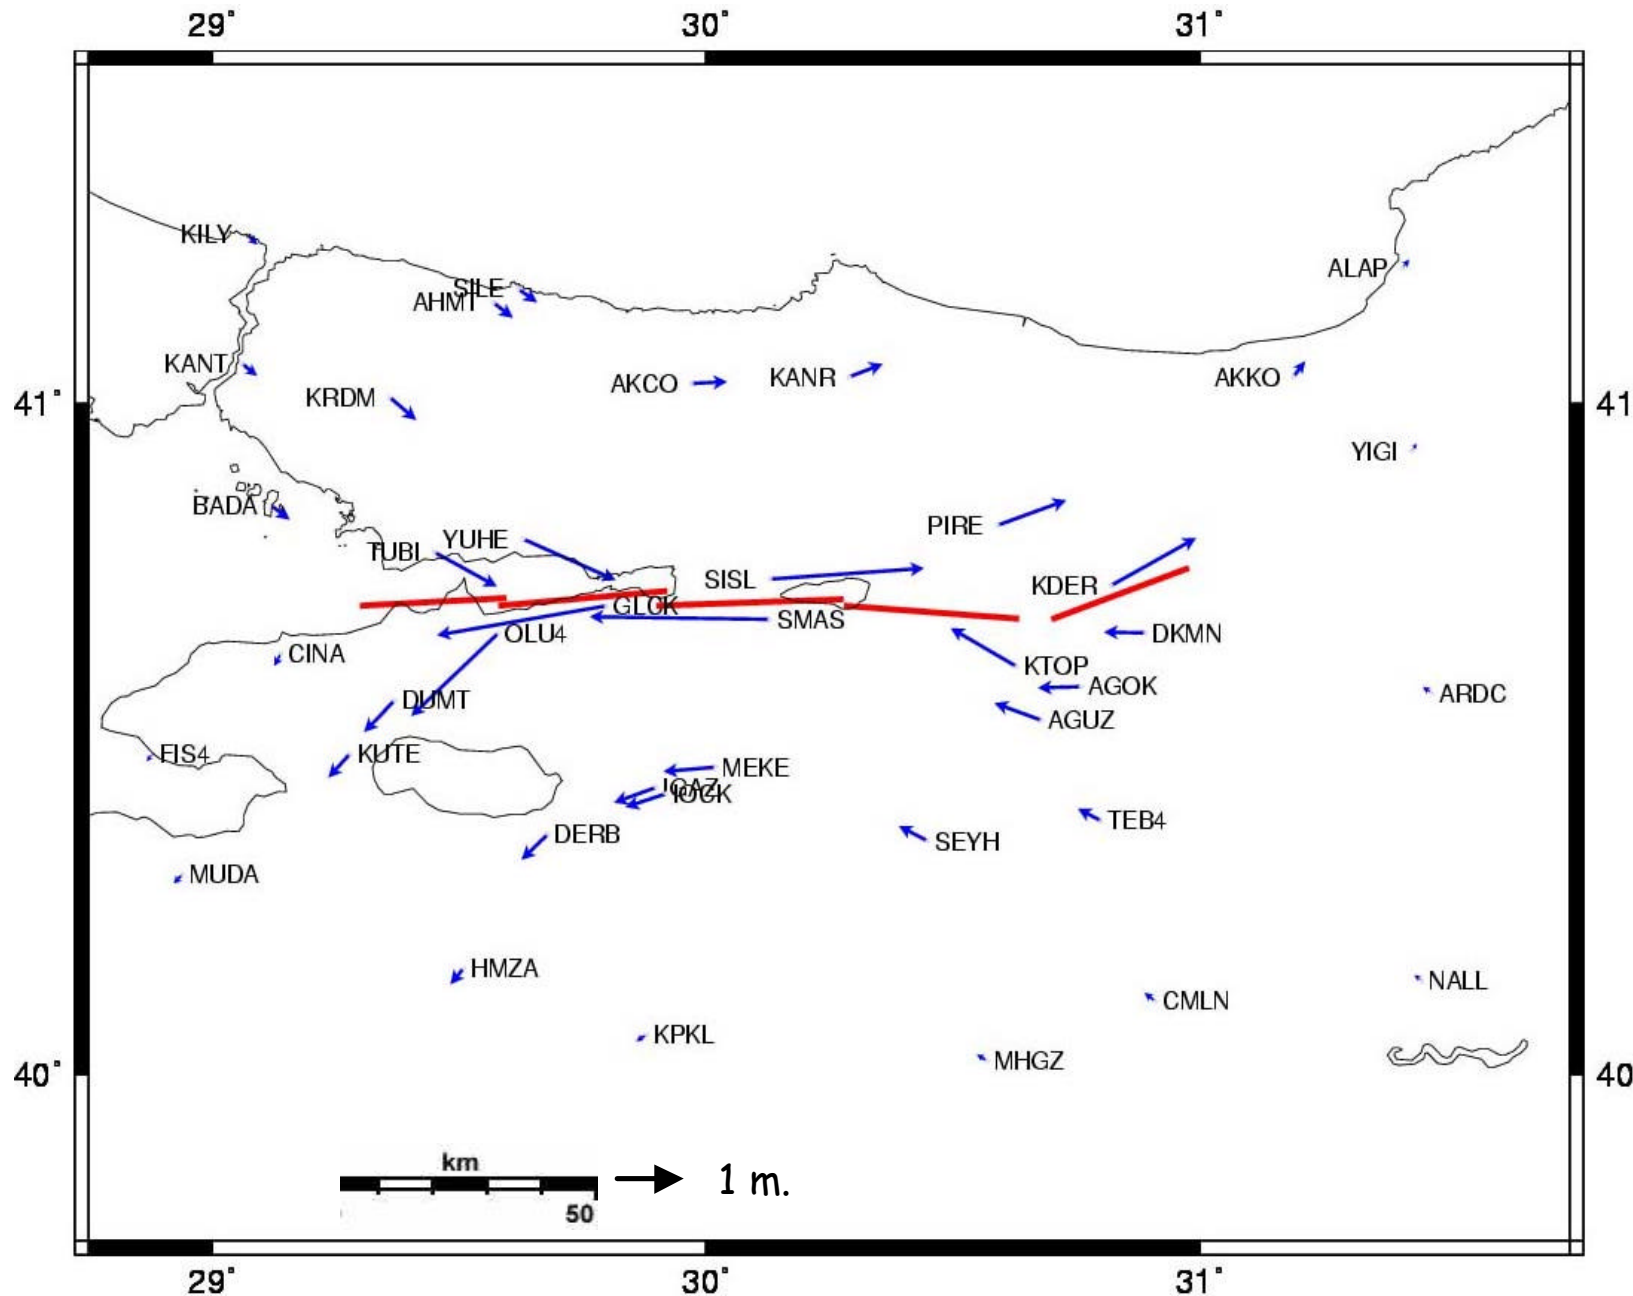 29° 30° 31°
KILY
ALAP
SILE
AHMT
KANT
AKCO
KANR
AKKO
KRDM
41° 41
YIGI
BADA
PIRE
YUHE
TUBI
SISL
KDER
GLCK
SMAS
OLU4
DKMN
CINA
KTOP
AGOK
ARDC
DUMT
AGUZ
FIS4
KUTE
MEKE
IGAZ
IUCK
TEB4
DERB
SEYH
MUDA
HMZA
NALL
CMLN
KPKL
MHGZ
40° 40
km
1 m.
50
29° 30° 31°